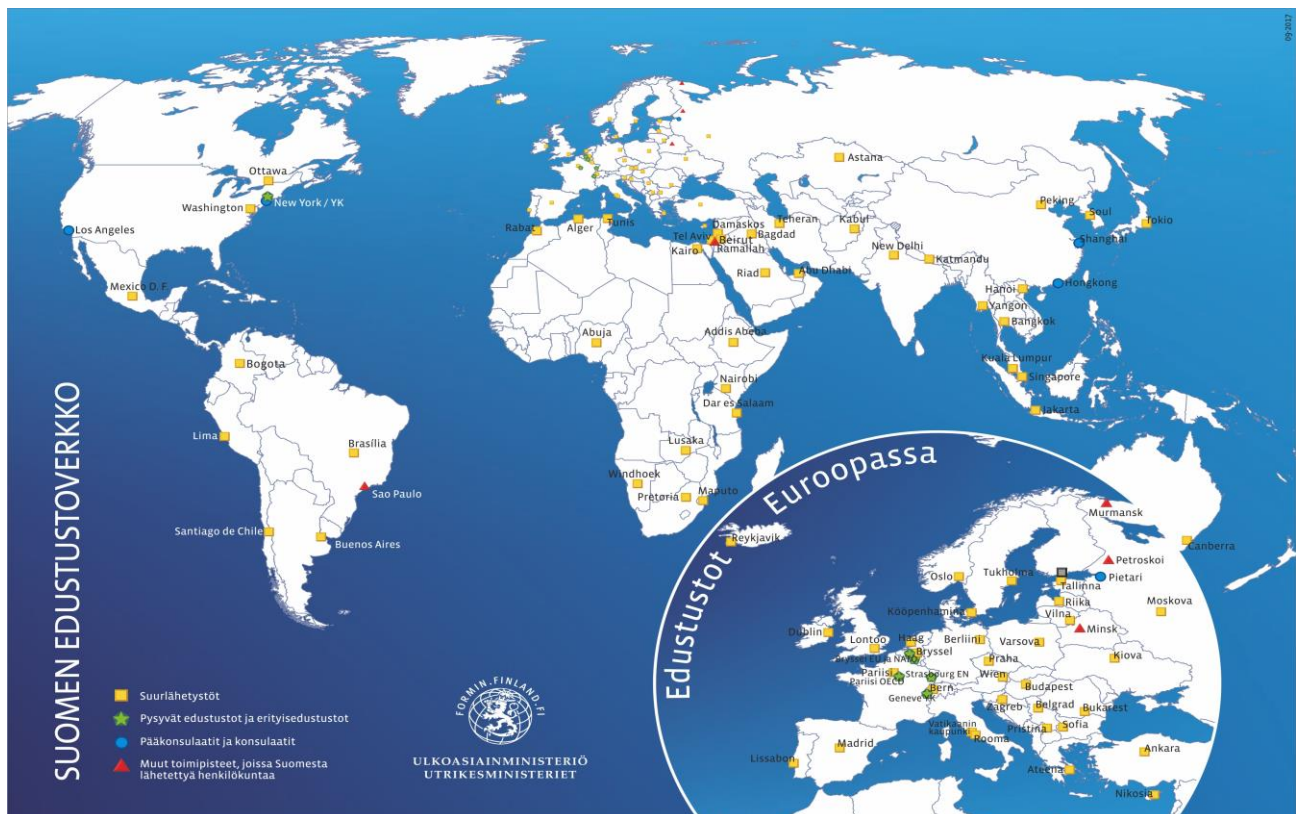 09-2017
Ottawa
New York / YK
Washington
Los Angeles
Mexico D. F.
Bogota
Lima
Brasília
Sao Paulo
Santiago de Chile
Buenos Aires
Rabat
Alger
Tunis
Tel Aviv
Damaskos
Beirut
Ramallah
Kairo
Bagdad
Teheran
Kabul
Riad
Abu Dhabi
Astana
New Delhi
Katmandu
Peking
Soul
Tokio
Shanghai
Hongkong
Hanoi
Yangon
Bangkok
Kuala Lumpur
Singapore
Jakarta
Abuja
Addis Abeba
Nairobi
Dar es Salaam
Lusaka
Windhoek
Pretoria
Maputo
Canberra
Edustustot Euroopassa
Reykjavik
Murmansk
Petroskoi
Oslo
Tukholma
Tallinna
Pietari
Kööpenhamina
Riika
Moskova
Vilna
Minsk
Dublin
Lontoo
Haag
Berliini
Varsova
Bryssel
Bryssel EU ja NATO
Kiova
Pariisi
Strasbourg EN
Praha
Pariisi OECD
Wien
Bern
Budapest
Geneve YK
Zagreb
Belgrad
Bukarest
Vatikaanin
kaupunki
Rooma
Pristina
Sofia
Madrid
Lissabon
Ankara
Ateena
Nikosia
SUOMEN EDUSTUSTOVERKKO
Suurlähetystöt
Pysyvät edustustot ja erityisedustustot
Pääkonsulaatit ja konsulaatit
Muut toimipisteet, joissa Suomesta
lähetettyä henkilökuntaa
FORMIN.FINLAND.FI
ULKOASIAINMINISTERIÖ
UTRIKESMINISTERIET